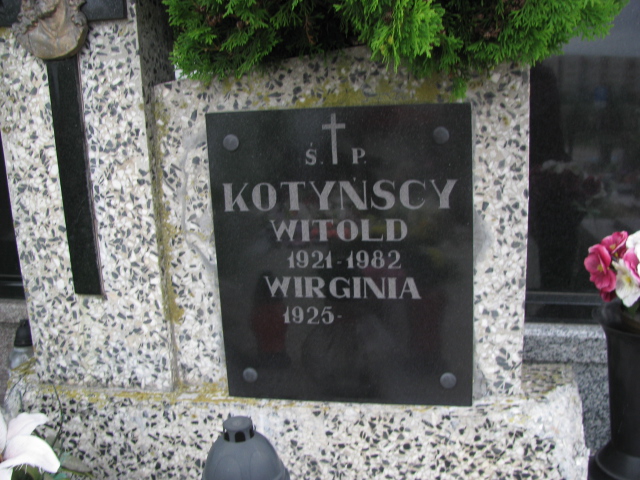 Ś. P.
KOTYŃSCY
WITOLD
1921-1982
WIRGINIA
1925-